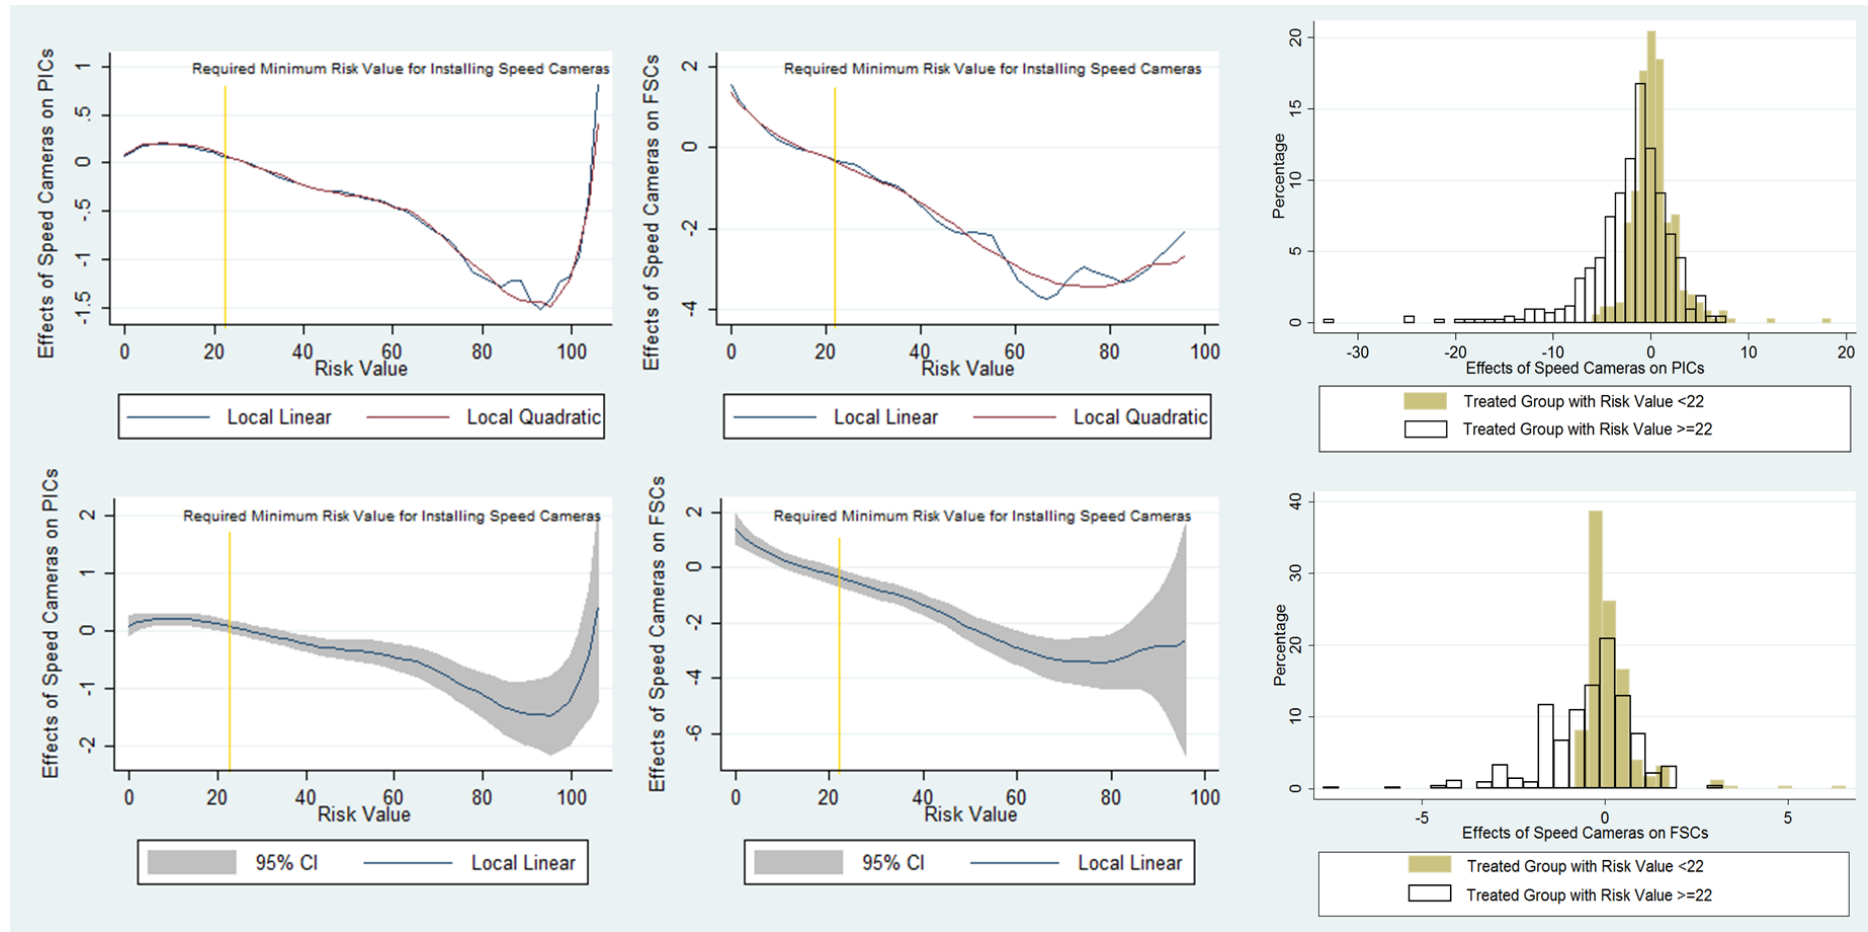 Effects of Speed Cameras on PICs
Required Minimum Risk Value for Installing Speed Cameras
1
.5
0
-.5
-1
-1.5
0 20 40 60 80 100
Risk Value
Local Linear Local Quadratic
Effects of Speed Cameras on FSCs
Required Minimum Risk Value for Installing Speed Cameras
2
0
-2
-4
0 20 40 60 80 100
Risk Value
Local Linear Local Quadratic
Percentage
20
15
10
5
0
-30 -20 -10 0 10 20
Effects of Speed Cameras on PICs
Treated Group with Risk Value <22
Treated Group with Risk Value >=22
Effects of Speed Cameras on PICs
Required Minimum Risk Value for Installing Speed Cameras
2
1
0
-1
-2
0 20 40 60 80 100
Risk Value
95% CI Local Linear
Effects of Speed Cameras on FSCs
Required Minimum Risk Value for Installing Speed Cameras
2
0
-2
-4
-6
0 20 40 60 80 100
Risk Value
95% CI Local Linear
Percentage
40
30
20
10
0
-5 0 5
Effects of Speed Cameras on FSCs
Treated Group with Risk Value <22
Treated Group with Risk Value >=22